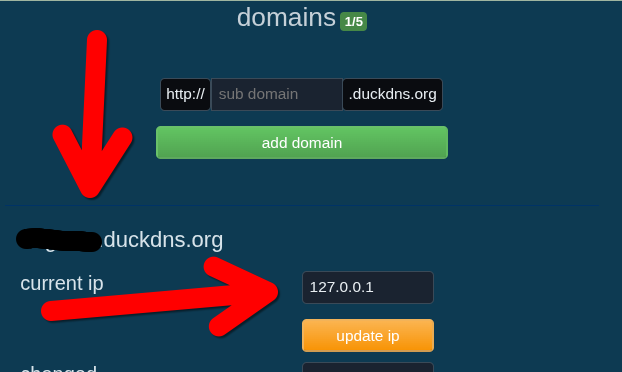 domains 1/5
http:// sub domain .duckdns.org
add domain
.duckdns.org
current ip 127.0.0.1
update ip
changed